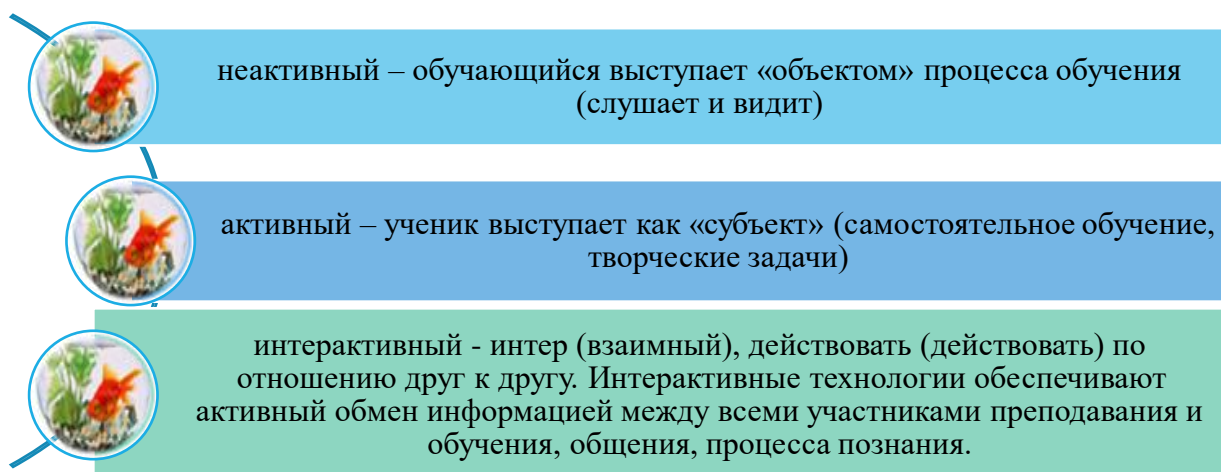 неактивный – обучающийся выступает «объектом» процесса обучения
(слушает и видит)
активный – ученик выступает как «субъект» (самостоятельное обучение,
творческие задачи)
интерактивный - интер (взаимный), действовать (действовать) по
отношению друг к другу. Интерактивные технологии обеспечивают
активный обмен информацией между всеми участниками преподавания и
обучения, общения, процесса познания.